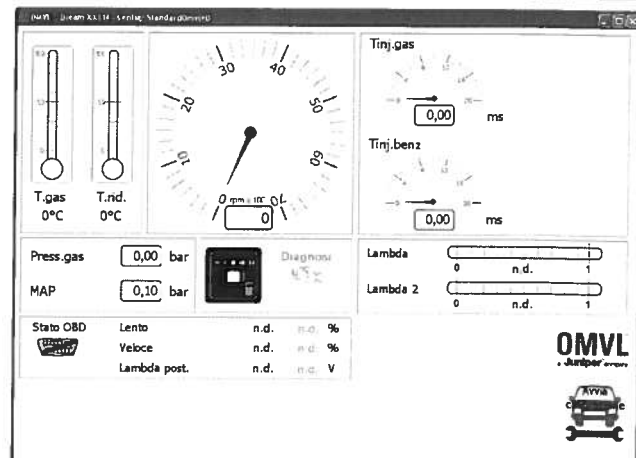 Tinj.gas
30
40
20
50
10
60
0
rpm x 100
70
0
0,00 ms
Tinj.benz
0,00 ms
T.gas T.rid.
0°C 0°C
Press.gas 0,00 bar
MAP 0,10 bar
Diagnosi
Lambda
0 n.d. 1
Lambda 2
0 n.d. 1
Stato OBD Lento n.d. n.d. %
Veloce n.d. n.d. %
Lambda post. n.d. n.d. V
OMVL
a Juniper
Avvia